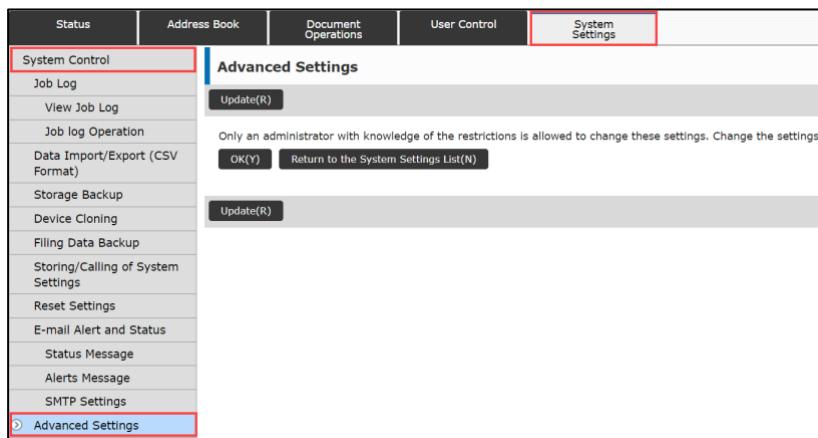 Status
Address Book
Document
Operations
User Control
System
Settings
System Control
Job Log
View Job Log
Job log Operation
Data Import/Export (CSV
Format)
Storage Backup
Device Cloning
Filing Data Backup
Storing/Calling of System
Settings
Reset Settings
E-mail Alert and Status
Status Message
Alerts Message
SMTP Settings
Advanced Settings
Advanced Settings
Update(R)
Only an administrator with knowledge of the restrictions is allowed to change these settings. Change the settings
OK(Y)
Return to the System Settings List(N)
Update(R)